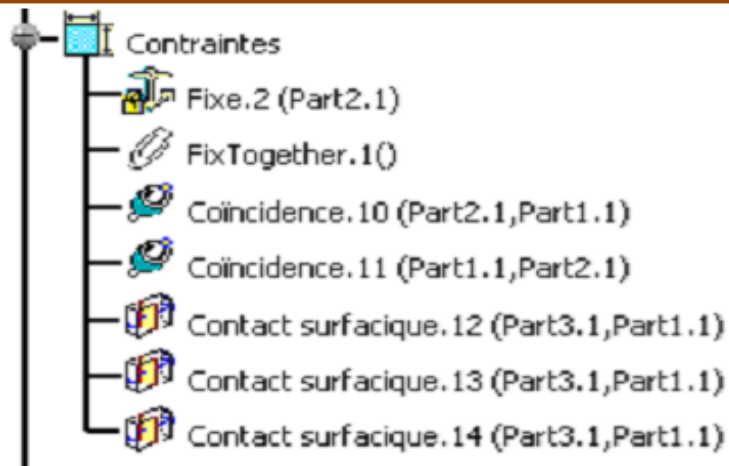 Contraintes
Fixe.2 (Part2.1)
FixTogether.1()
Coïncidence.10 (Part2.1,Part1.1)
Coïncidence.11 (Part1.1,Part2.1)
Contact surfacique.12 (Part3.1,Part1.1)
Contact surfacique.13 (Part3.1,Part1.1)
Contact surfacique.14 (Part3.1,Part1.1)